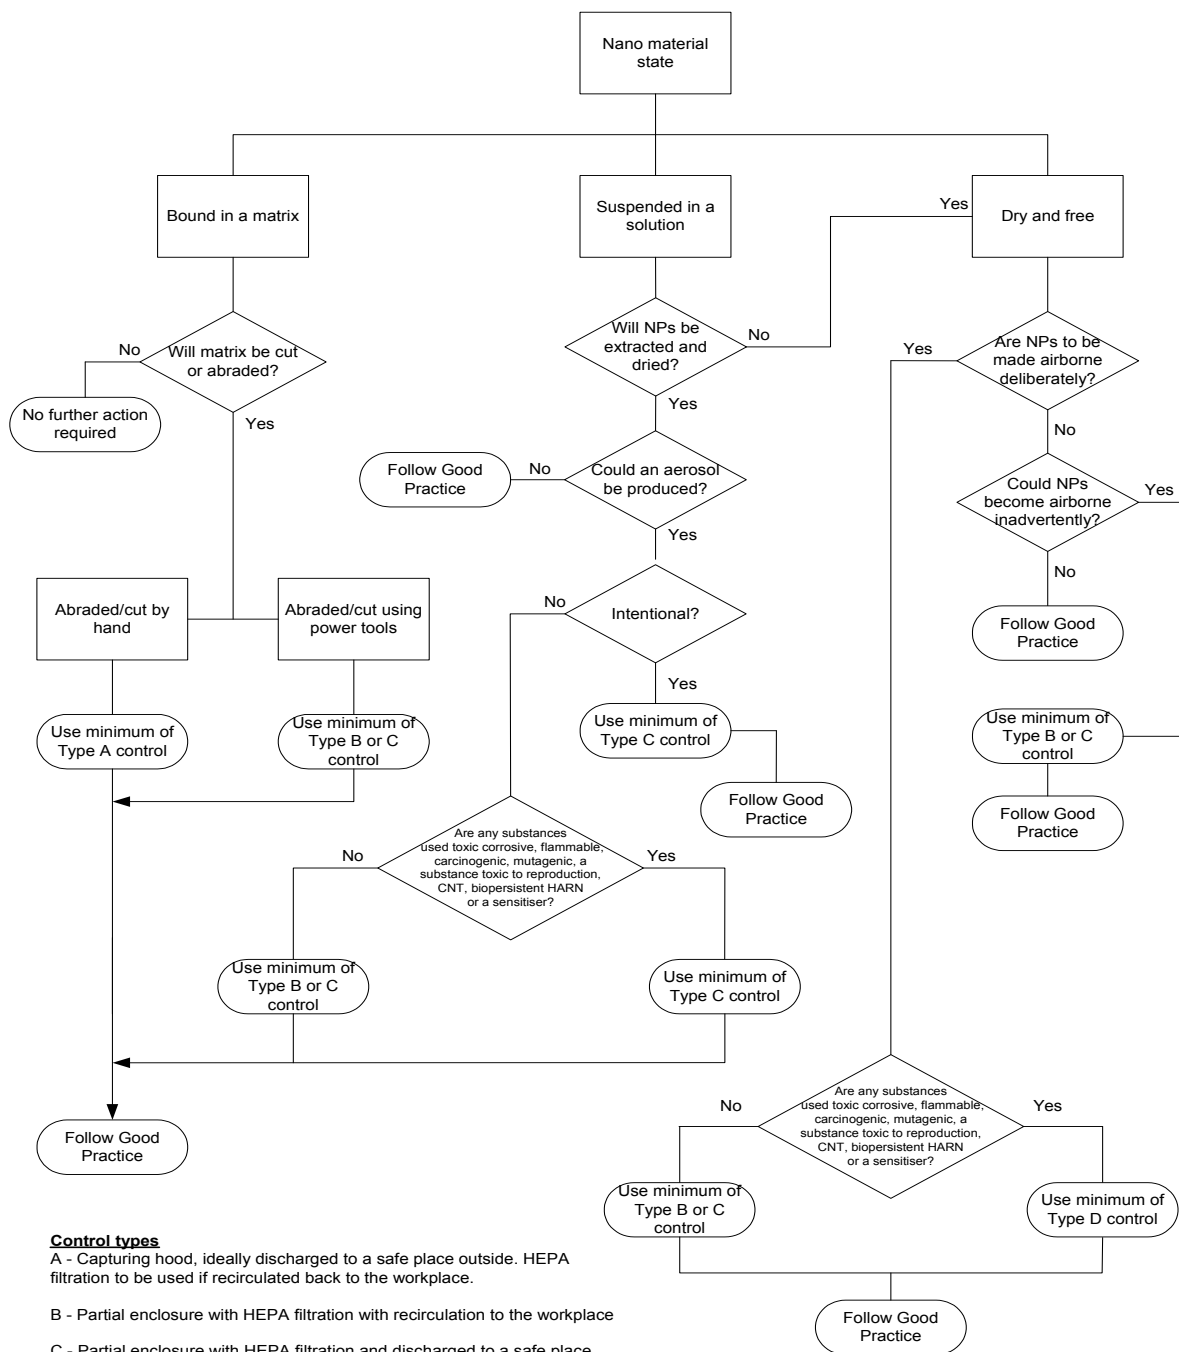 Nano material
state
Bound in a matrix
Suspended in a
solution
Yes
Dry and free
No
Will matrix be cut
or abraded?
Will NPs be
extracted and
dried?
No
Yes
Are NPs to be
made airborne
deliberately?
No further action
required
Yes
Yes
No
Follow Good
Practice
No
Could an aerosol
be produced?
Could NPs
become airborne
inadvertently?
Yes
Yes
No
Abraded/cut by
hand
Abraded/cut using
power tools
No
Intentional?
Follow Good
Practice
Yes
Use minimum of
Type A control
Use minimum of
Type B or C
control
Use minimum of
Type C control
Use minimum of
Type B or C
control
Follow Good
Practice
Follow Good
Practice
No
Are any substances
used toxic corrosive, flammable,
carcinogenic, mutagenic, a
substance toxic to reproduction,
CNT, biopersistent HARN
or a sensitiser?
Yes
Use minimum of
Type B or C
control
Use minimum of
Type C control
No
Are any substances
used toxic corrosive, flammable,
carcinogenic, mutagenic, a
substance toxic to reproduction,
CNT, biopersistent HARN
or a sensitiser?
Yes
Follow Good
Practice
Use minimum of
Type B or C
control
Use minimum of
Type D control
Follow Good
Practice
Control types
A - Capturing hood, ideally discharged to a safe place outside. HEPA
filtration to be used if recirculated back to the workplace.
B - Partial enclosure with HEPA filtration with recirculation to the workplace
C - Partial enclosure with HEPA filtration and discharged to a safe place